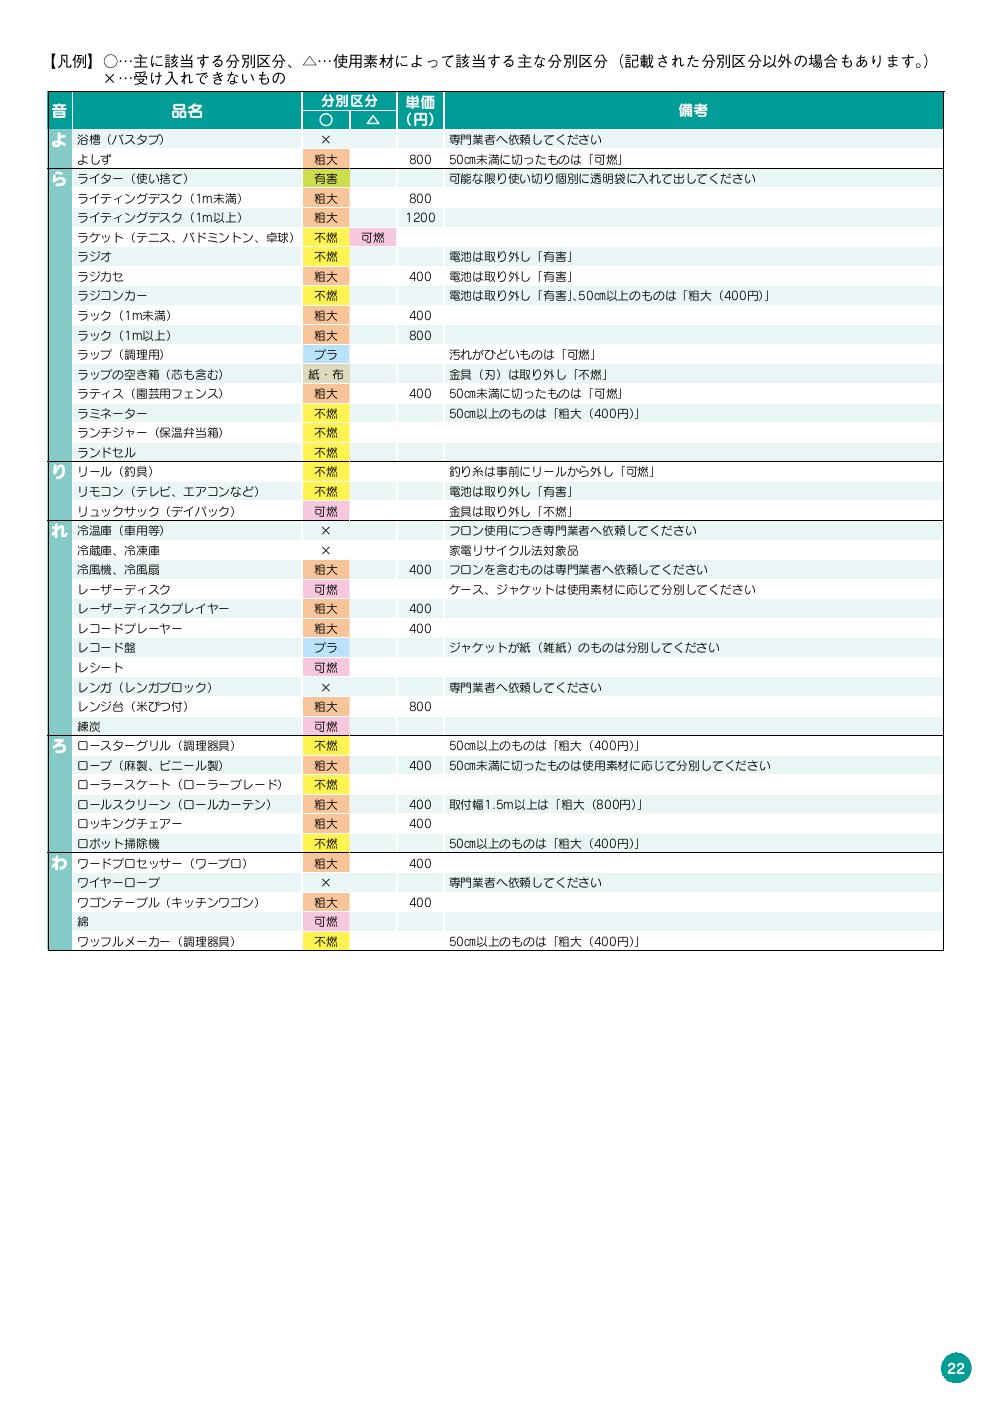 【凡例】○…主に該当する分別区分、△…使用素材によって該当する主な分別区分（記載された分別区分以外の場合もあります。）
×…受け入れできないもの
音 品名 分別区分 ○ △ 単価（円） 備考
よ 浴槽（バスタブ） × 専門業者へ依頼してください
よしず 粗大 800 50㎝未満に切ったものは「可燃」
ら ライター（使い捨て） 有害 可能な限り使い切り個別に透明袋に入れて出してください
ライティングデスク（1m未満） 粗大 800
ライティングデスク（1m以上） 粗大 1200
ラケット（テニス、バドミントン、卓球） 不燃 可燃
ラジオ 不燃 電池は取り外し「有害」
ラジカセ 粗大 400 電池は取り外し「有害」
ラジコンカー 不燃 電池は取り外し「有害」、50㎝以上のものは「粗大（400円）」
ラック（1m未満） 粗大 400
ラック（1m以上） 粗大 800
ラップ（調理用） プラ 汚れがひどいものは「可燃」
ラップの空き箱（芯も含む） 紙・布 金具（刃）は取り外し「不燃」
ラティス（園芸用フェンス） 粗大 400 50㎝未満に切ったものは「可燃」
ラミネーター 不燃 50㎝以上のものは「粗大（400円）」
ランチジャー（保温弁当箱） 不燃
ランドセル 不燃
り リール（釣具） 不燃 釣り糸は事前にリールから外し「可燃」
リモコン（テレビ、エアコンなど） 不燃 電池は取り外し「有害」
リュックサック（デイパック） 可燃 金具は取り外し「不燃」
れ 冷温庫（車用等） × フロン使用につき専門業者へ依頼してください
冷蔵庫、冷凍庫 × 家電リサイクル法対象品
冷風機、冷風扇 粗大 400 フロンを含むものは専門業者へ依頼してください
レーザーディスク 可燃 ケース、ジャケットは使用素材に応じて分別してください
レーザーディスクプレイヤー 粗大 400
レコードプレーヤー 粗大 400
レコード盤 プラ ジャケットが紙（雑紙）のものは分別してください
レシート 可燃
レンガ（レンガブロック） × 専門業者へ依頼してください
レンジ台（米びつ付） 粗大 800
練炭 可燃
ろ ロースターグリル（調理器具） 不燃 50㎝以上のものは「粗大（400円）」
ロープ（麻製、ビニール製） 粗大 400 50㎝未満に切ったものは使用素材に応じて分別してください
ローラースケート（ローラーブレード） 不燃
ロールスクリーン（ロールカーテン） 粗大 400 取付幅1.5m以上は「粗大（800円）」
ロッキングチェアー 粗大 400
ロボット掃除機 不燃 50㎝以上のものは「粗大（400円）」
わ ワードプロセッサー（ワープロ） 粗大 400
ワイヤーロープ × 専門業者へ依頼してください
ワゴンテーブル（キッチンワゴン） 粗大 400
綿 可燃
ワッフルメーカー（調理器具） 不燃 50㎝以上のものは「粗大（400円）」
22